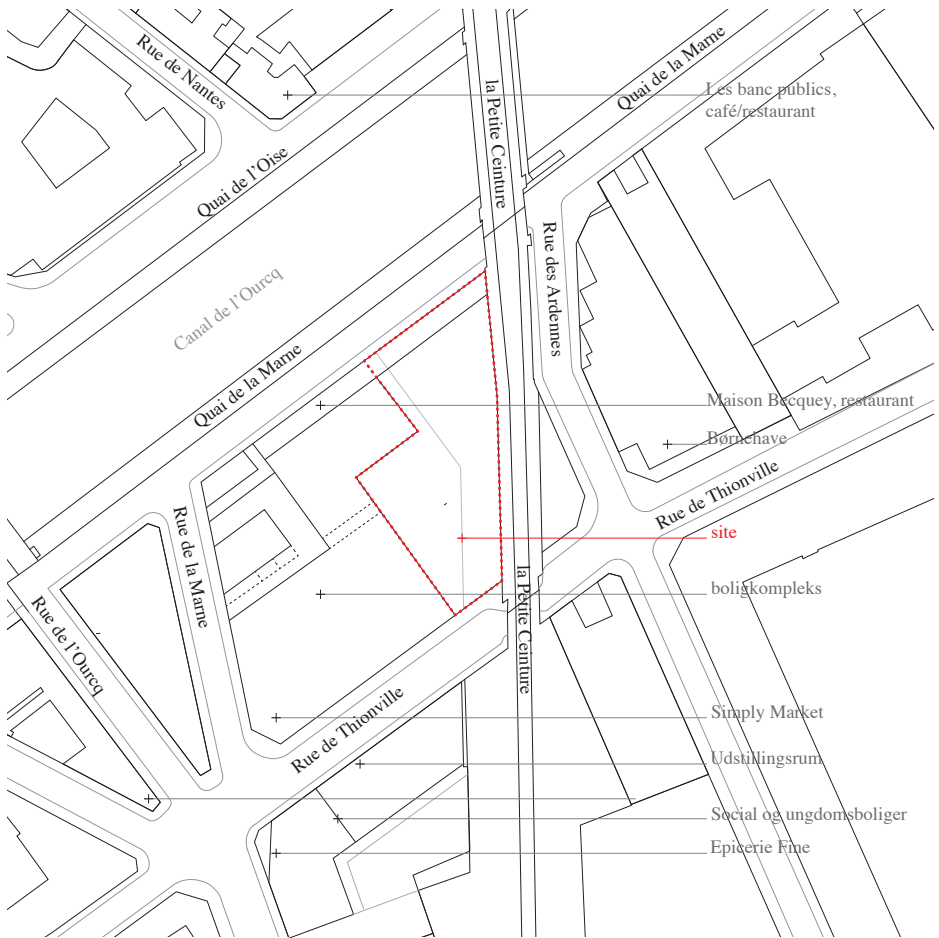 Rue de Nantes
la Petite Ceinture
Quai de la Marne
Les banc publics,
café/restaurant
Quai de l'Oise
Rue des Ardennes
Canal de l'Ourcq
Quai de la Marne
Maison Becquey, restaurant
Børnehave
Rue de Thionville
site
Rue de la Marne
Rue de l'Ourcq
la Petite Ceinture
boligkompleks
Rue de Thionville
Simply Market
Udstillingsrum
Social og ungdomsboliger
Epicerie Fine